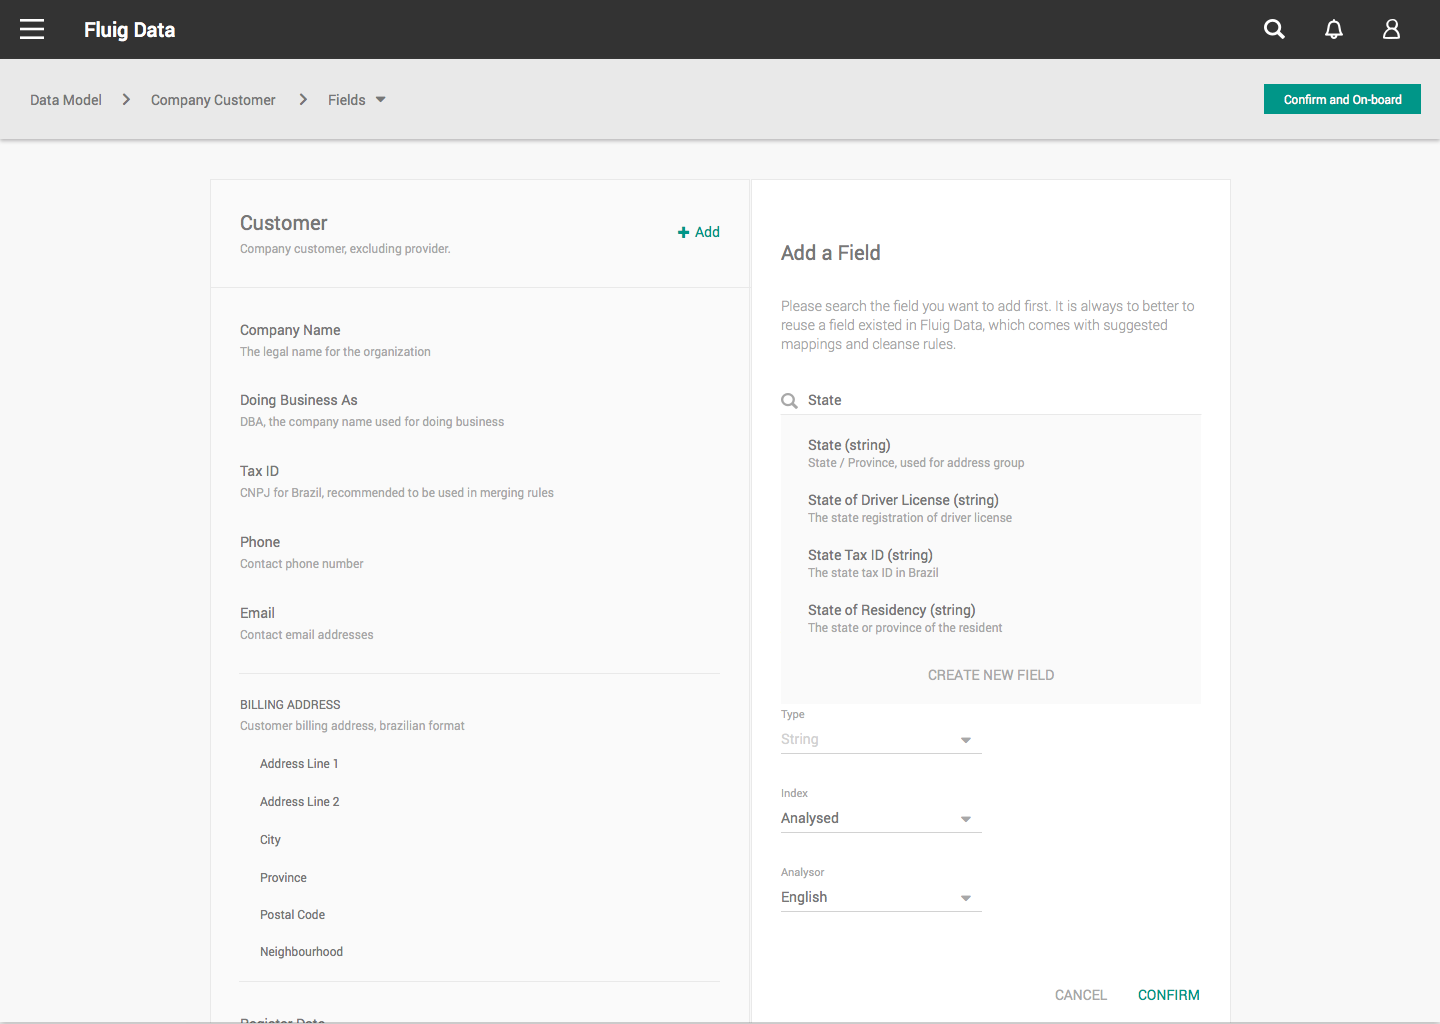 Fluig Data
Data Model
Company Customer
Fields
Confirm and On-board
Customer
Company customer, excluding provider.
Add
Company Name
The legal name for the organization
Doing Business As
DBA, the company name used for doing business
Tax ID
CNPJ for Brazil, recommended to be used in merging rules
Phone
Contact phone number
Email
Contact email addresses
BILLING ADDRESS
Customer billing address, brazilian format
Address Line 1
Address Line 2
City
Province
Postal Code
Neighbourhood
Register Date
Add a Field
Please search the field you want to add first. It is always to better to
reuse a field existed in Fluig Data, which comes with suggested
mappings and cleanse rules.
State
State (string)
State / Province, used for address group
State of Driver License (string)
The state registration of driver license
State Tax ID (string)
The state tax ID in Brazil
State of Residency (string)
The state or province of the resident
CREATE NEW FIELD
Type
String
Index
Analysed
Analysor
English
CANCEL
CONFIRM